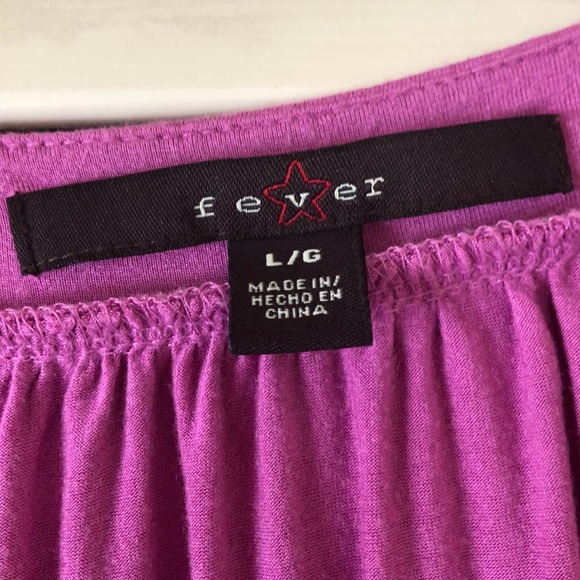 fever
L/G
MADE IN/
HECHO EN
CHINA